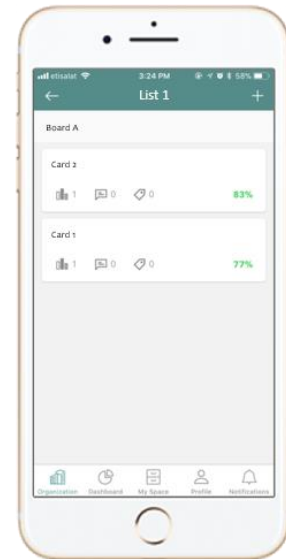 etisalat 3:24 PM 58%
List 1
Board A
Card 2
1 0 0 83%
Card 1
1 0 0 77%
Organization Dashboard My Space Profile Notifications